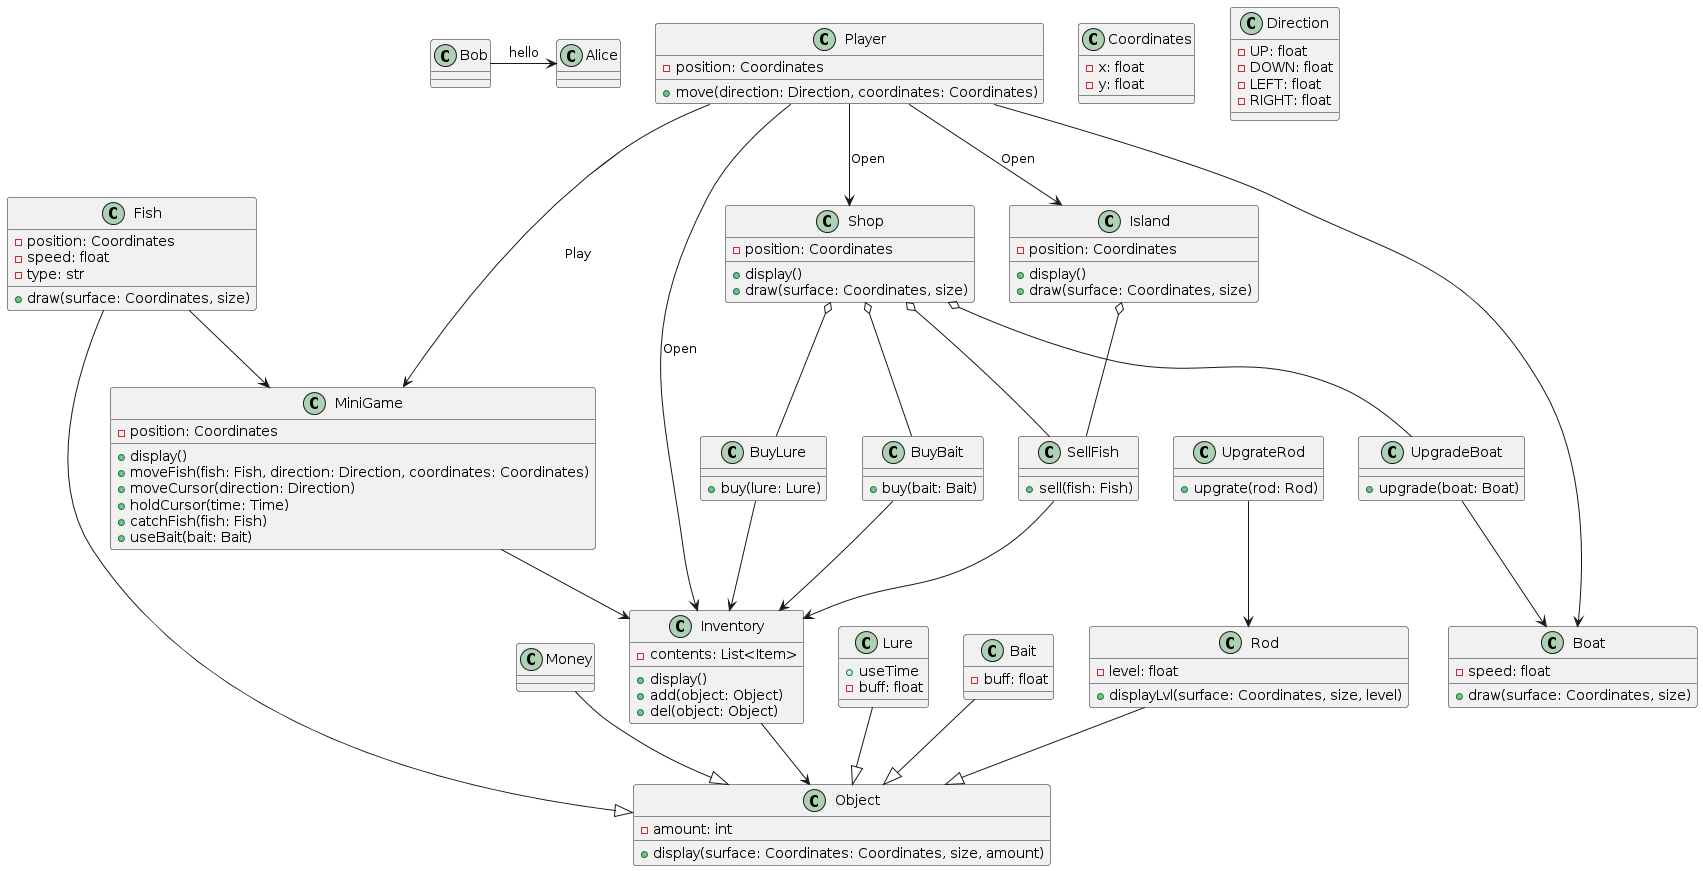 C Bob
hello
C Alice
C Player
position: Coordinates
move(direction: Direction, coordinates: Coordinates)
C Coordinates
x: float
y: float
C Direction
UP: float
DOWN: float
LEFT: float
RIGHT: float
Open
Open
C Fish
position: Coordinates
speed: float
type: str
draw(surface: Coordinates, size)
Play
C Shop
position: Coordinates
display()
draw(surface: Coordinates, size)
C Island
position: Coordinates
display()
draw(surface: Coordinates, size)
Open
C MiniGame
position: Coordinates
display()
moveFish(fish: Fish, direction: Direction, coordinates: Coordinates)
moveCursor(direction: Direction)
holdCursor(time: Time)
catchFish(fish: Fish)
useBait(bait: Bait)
C BuyLure
buy(lure: Lure)
C BuyBait
buy(bait: Bait)
C SellFish
sell(fish: Fish)
C UpgrateRod
upgrate(rod: Rod)
C UpgradeBoat
upgrade(boat: Boat)
C Money
C Inventory
contents: List<Item>
display()
add(object: Object)
del(object: Object)
C Lure
useTime
buff: float
C Bait
buff: float
C Rod
level: float
displayLvl(surface: Coordinates, size, level)
C Boat
speed: float
draw(surface: Coordinates, size)
C Object
amount: int
display(surface: Coordinates: Coordinates, size, amount)